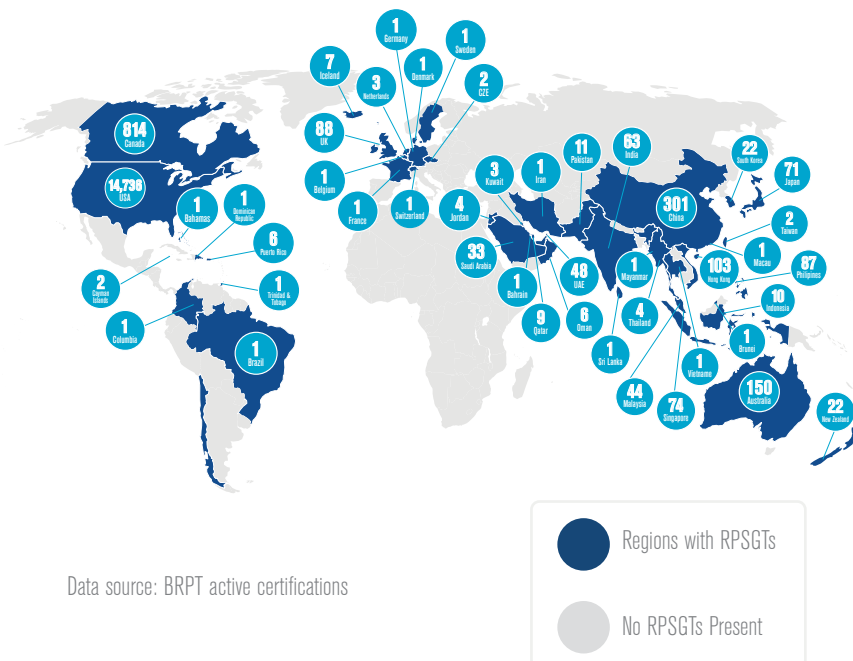 1
Germany
1
Sweden
7
Iceland
3
Netherlands
1
Denmark
2
CZE
814
Canada
88
UK
14,736
USA
1
Belgium
1
France
1
Switzerland
1
Bahamas
1
Dominican
Republic
6
Puerto Rico
2
Cayman
Islands
1
Trinidad &
Tobago
1
Columbia
1
Brazil
3
Kuwait
1
Iran
11
Pakistan
63
India
22
South Korea
71
Japan
301
China
4
Jordan
33
Saudi Arabia
1
Bahrain
9
Qatar
48
UAE
6
Oman
1
Mayanmar
4
Thailand
1
Sri Lanka
44
Malaysia
74
Singapore
1
Vietname
103
Hong Kong
1
Macau
2
Taiwan
87
Philipines
10
Indonesia
1
Brunei
150
Australia
22
New Zealand
Regions with RPSGTs
Data source: BRPT active certifications
No RPSGTs Present